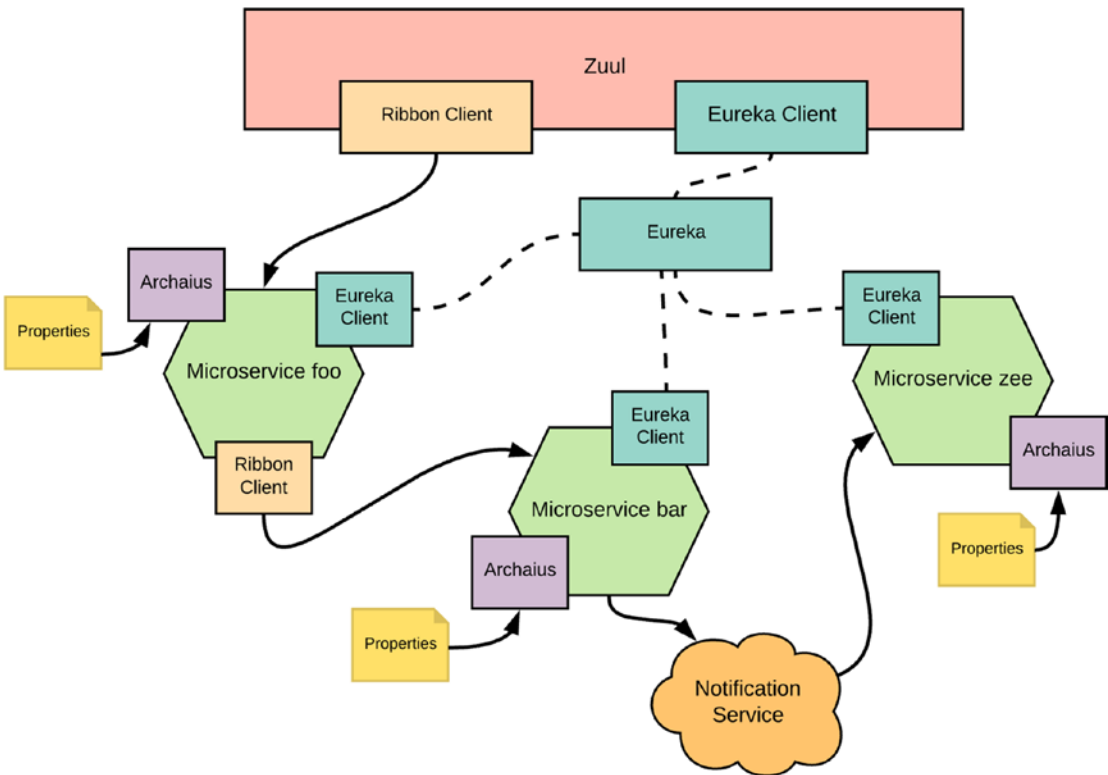 Zuul
Ribbon Client
Eureka Client
Eureka
Archaius
Properties
Eureka
Client
Microservice foo
Ribbon
Client
Eureka
Client
Microservice zee
Archaius
Properties
Eureka
Client
Microservice bar
Archaius
Properties
Notification
Service